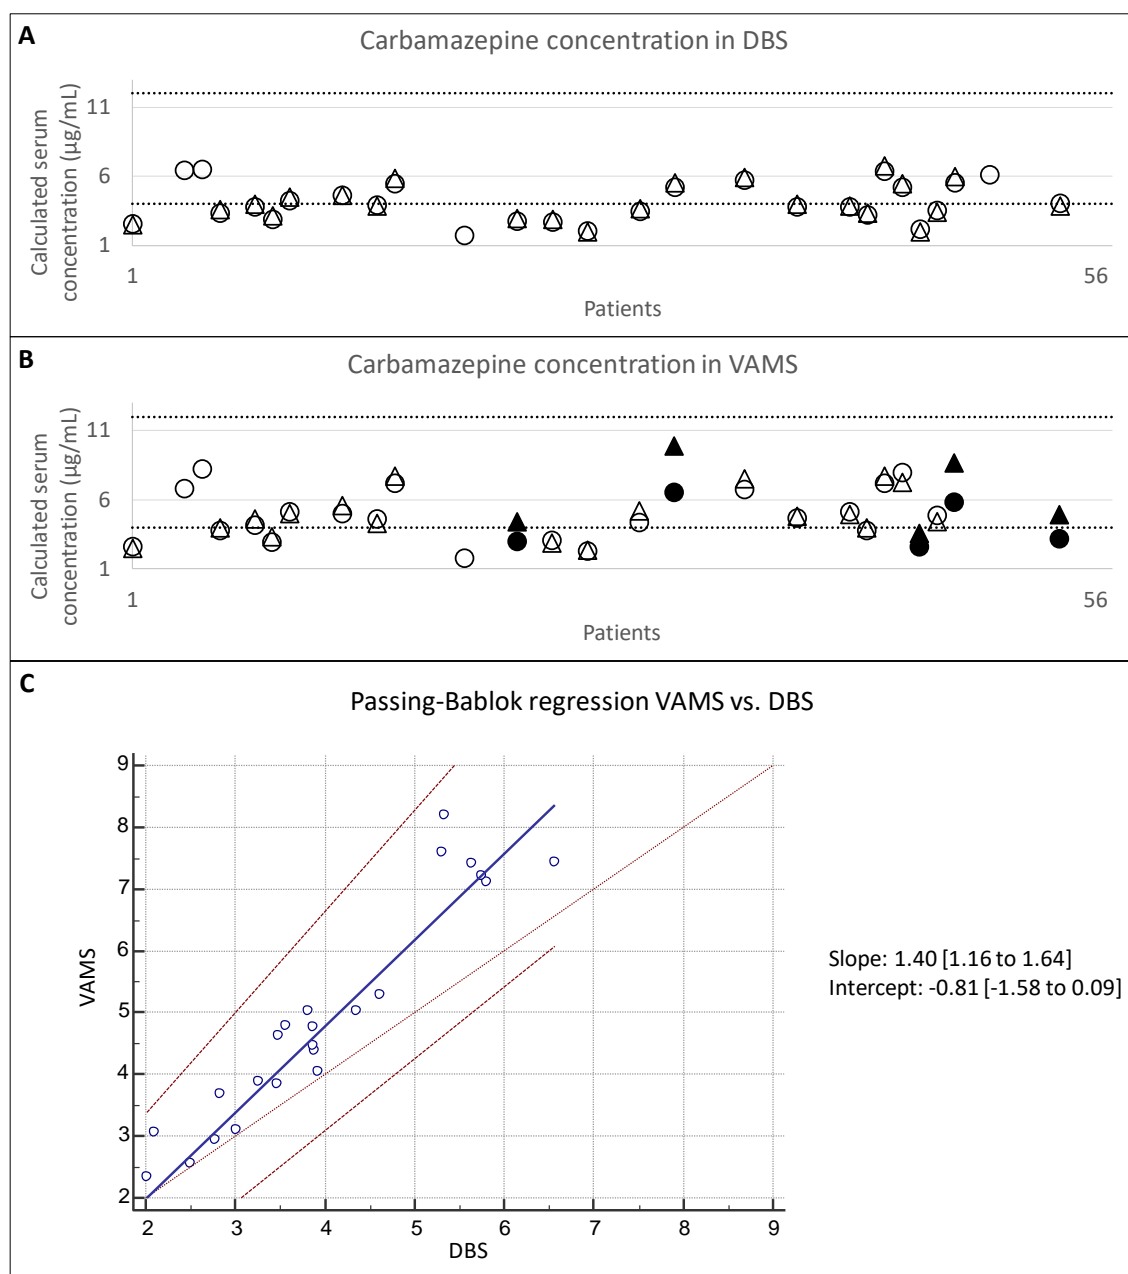 A
Carbamazepine concentration in DBS
Calculated serum
concentration (µg/mL)
11
6
1
1
56
Patients
B
Carbamazepine concentration in VAMS
Calculated serum
concentration (µg/mL)
11
6
1
1
56
Patients
C
Passing-Bablok regression VAMS vs. DBS
VAMS
9
8
7
6
5
4
3
2
2 3 4 5 6 7 8 9
DBS
Slope: 1.40 [1.16 to 1.64]
Intercept: -0.81 [-1.58 to 0.09]